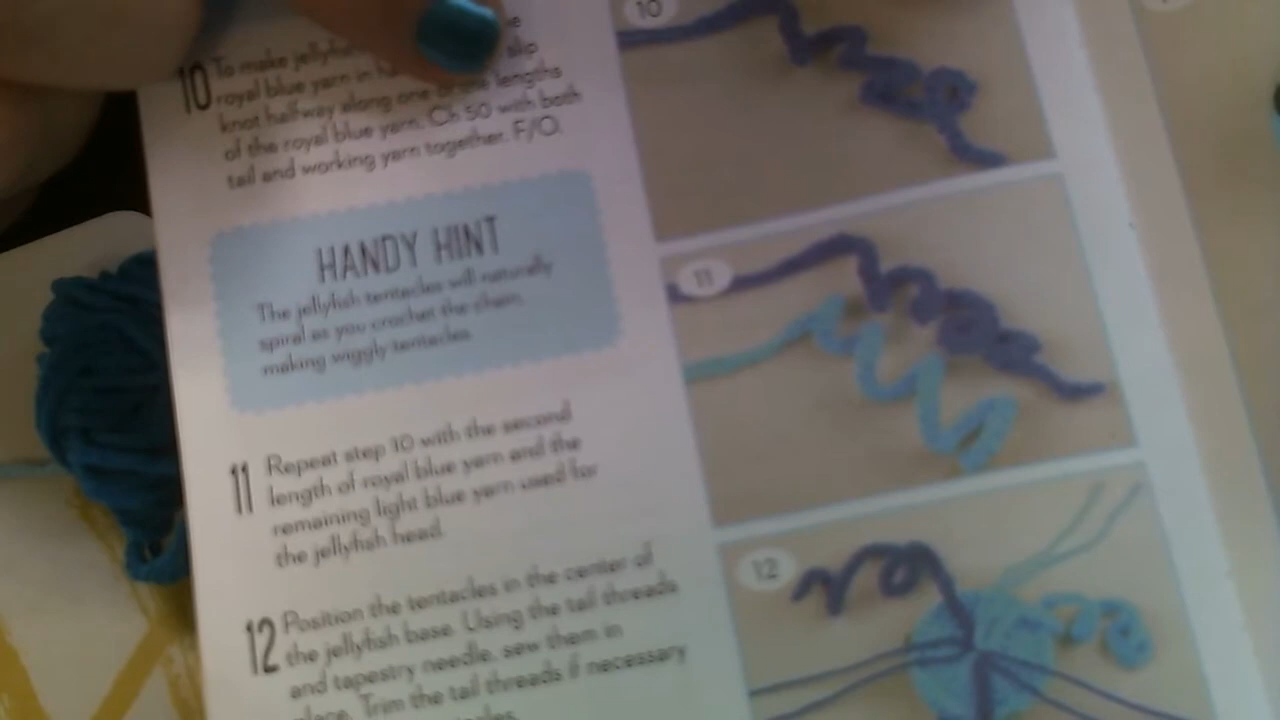 10 To make jellyfish
slip
royal blue yarn in
knot halfway along one lengths
of the royal blue yarn. Ch 50 with both
tail and working yarn together. F/O.
HANDY HINT
The jellyfish tentacles will naturally
spiral as you crochet the chain,
making wiggly tentacles.
11 Repeat step 10 with the second
length of royal blue yarn and the
remaining light blue yarn used for
the jellyfish head.
12 Position the tentacles in the center of
the jellyfish base. Using the tail threads
and tapestry needle, sew them in
place. Trim the tail threads if necessary
10
11
12